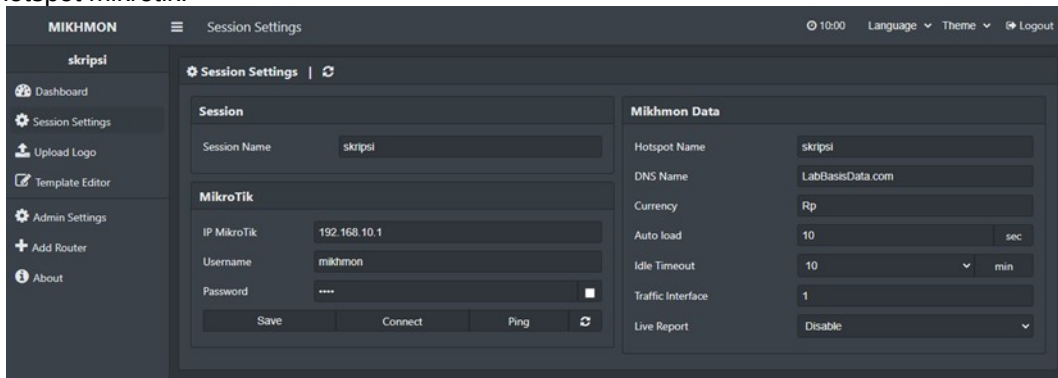 hotspot mikrotik.
MIKHMON
Session Settings
10:00
Language
Theme
Logout
skripsi
Dashboard
Session Settings
Upload Logo
Template Editor
Admin Settings
Add Router
About
Session Settings |
Session
Session Name skripsi
MikroTik
IP MikroTik 192.168.10.1
Username mikhmon
Password ••••
Save Connect Ping
Mikhmon Data
Hotspot Name skripsi
DNS Name LabBasisData.com
Currency Rp
Auto load 10 sec
Idle Timeout 10 min
Traffic Interface 1
Live Report Disable